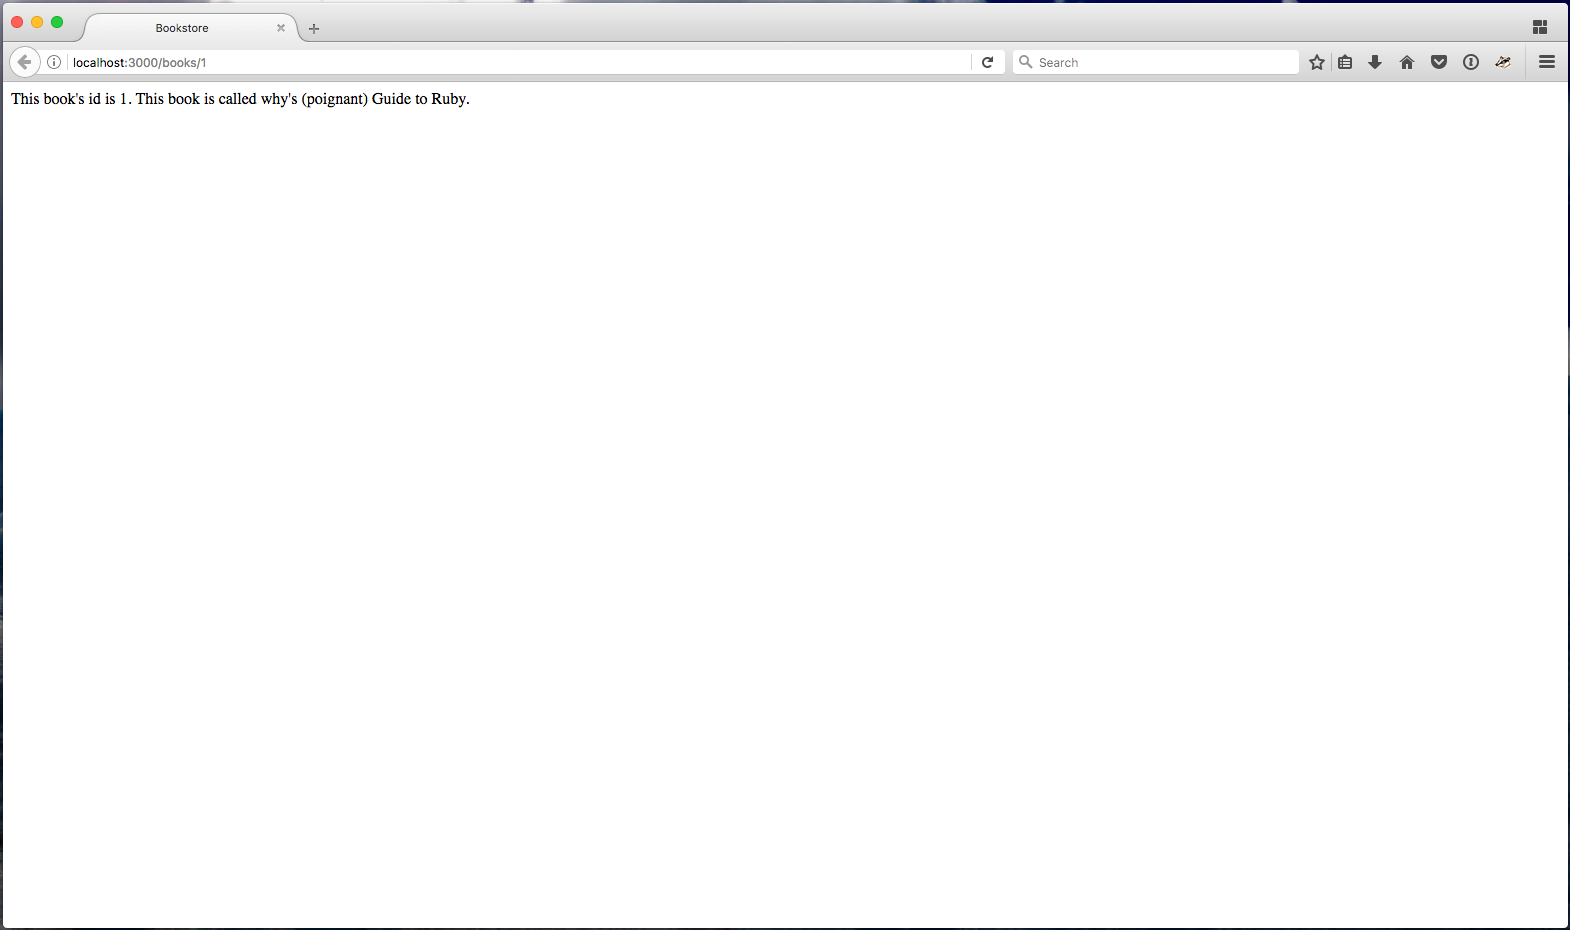 Bookstore
localhost:3000/books/1
Search
This book's id is 1. This book is called why's (poignant) Guide to Ruby.